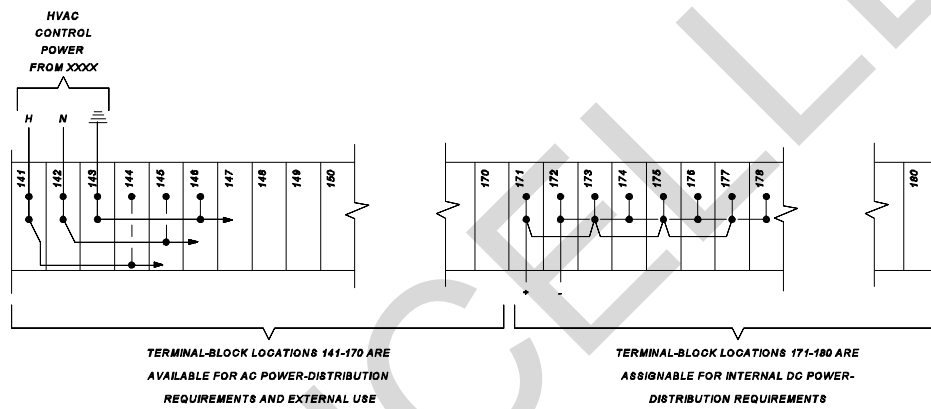 HVAC
CONTROL
POWER
FROM XXXX
H N
141 142 143 144 145 146 147 148 149 150 170 171 172 173 174 175 176 177 178 180
+ -
TERMINAL-BLOCK LOCATIONS 141-170 ARE
AVAILABLE FOR AC POWER-DISTRIBUTION
REQUIREMENTS AND EXTERNAL USE
TERMINAL-BLOCK LOCATIONS 171-180 ARE
ASSIGNABLE FOR INTERNAL DC POWER-
DISTRIBUTION REQUIREMENTS